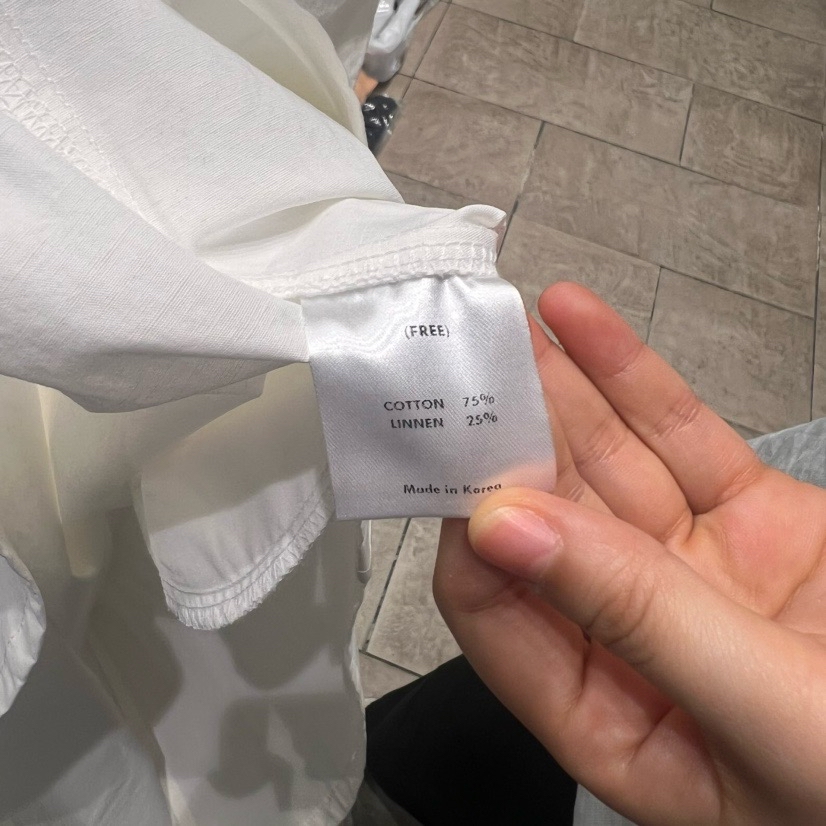 (FREE)
COTTON 75%
LINNEN 25%
Made in Korea